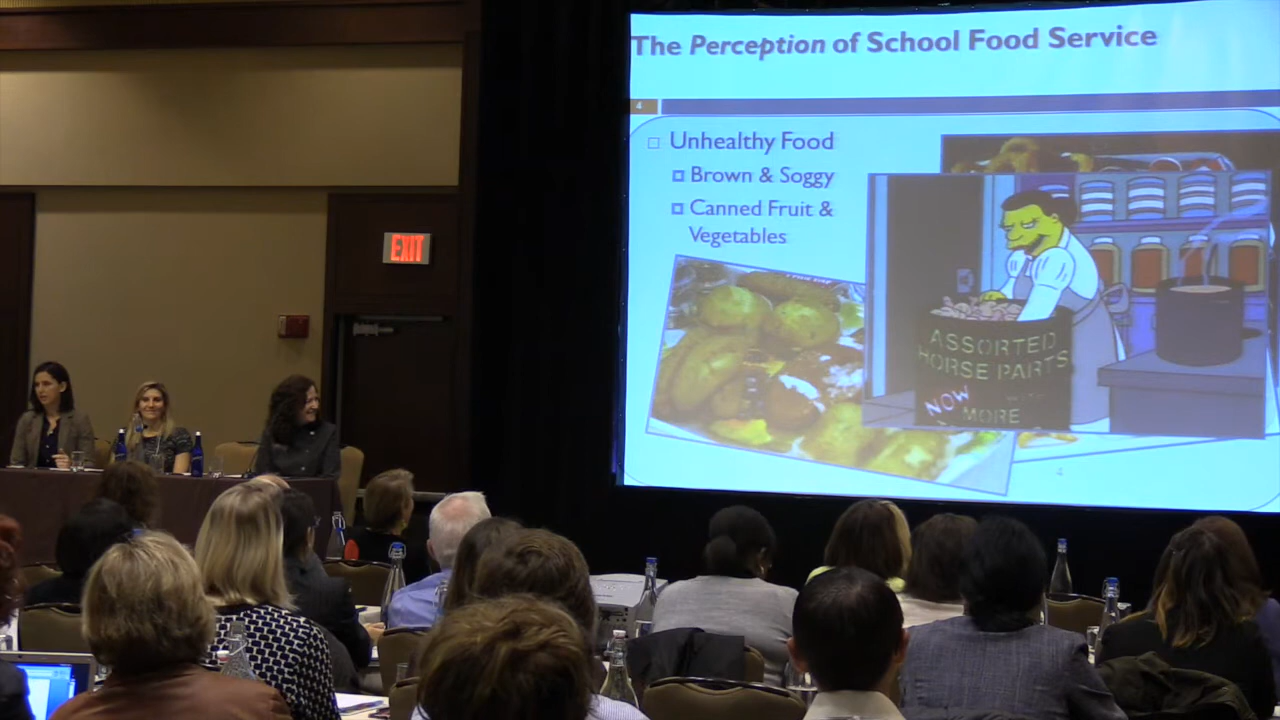 The Perception of School Food Service
4
Unhealthy Food
Brown & Soggy
Canned Fruit &
Vegetables
EXIT
ASSORTED
HORSE PARTS
NOW
MORE
4